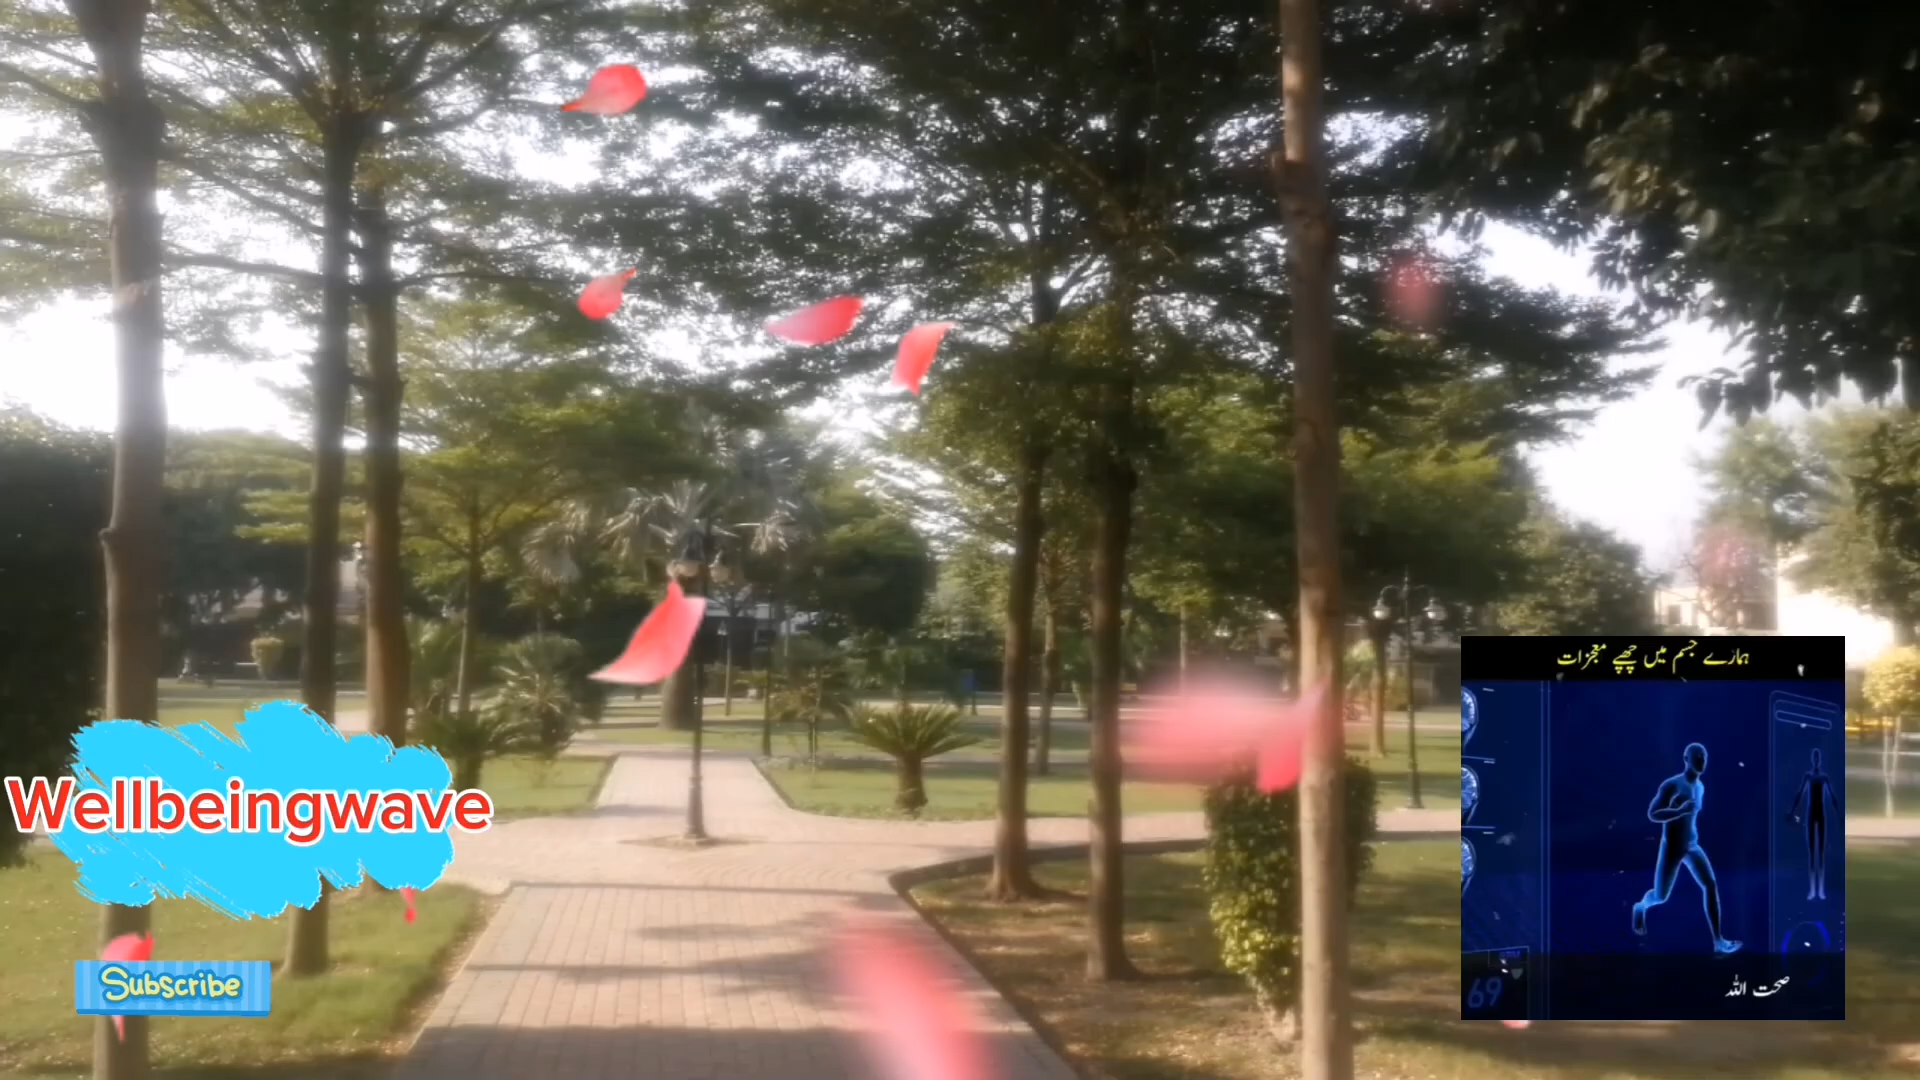 ہمارے جسم میں چھپے معجزات
Wellbeingwave
Subscribe
69
صحت اللہ